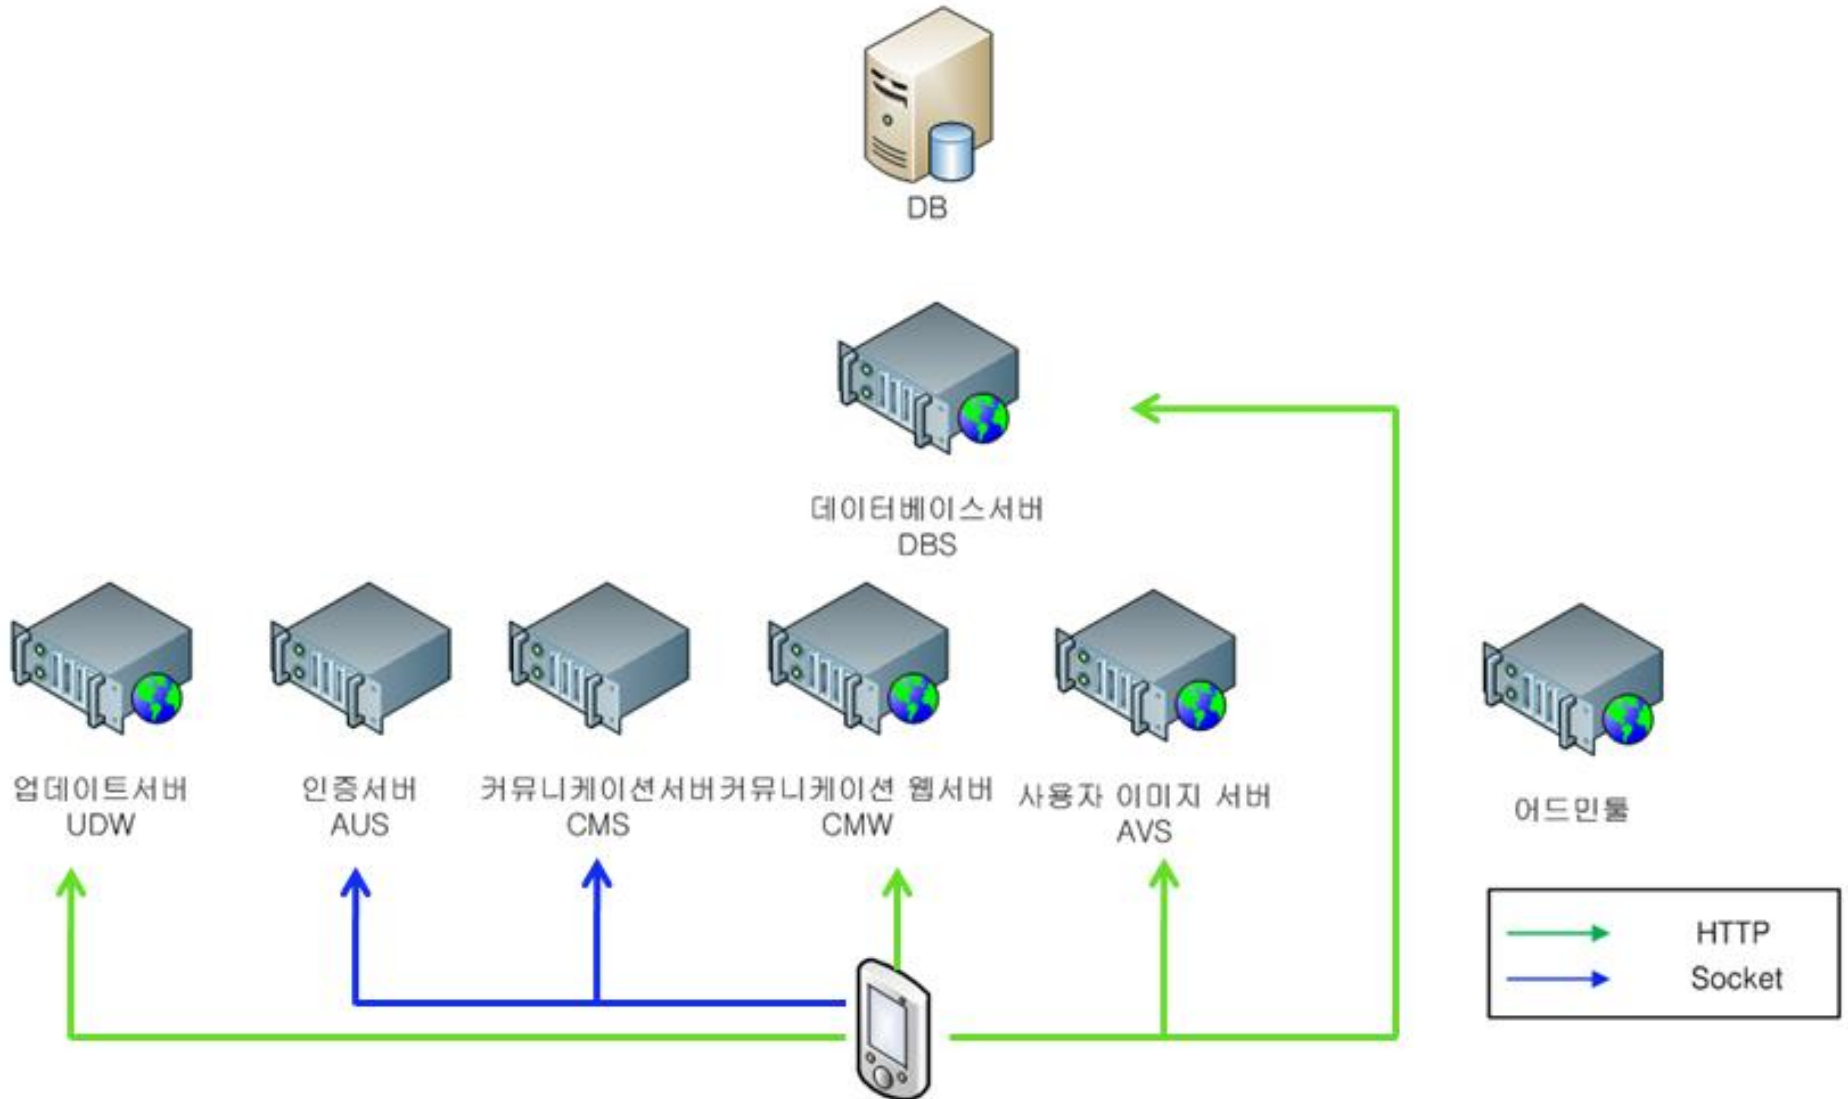 DB
데이터베이스서버
DBS
업데이트서버
UDW
인증서버
AUS
커뮤니케이션서버
CMS
커뮤니케이션 웹서버
CMW
사용자 이미지 서버
AVS
어드민툴
HTTP
Socket